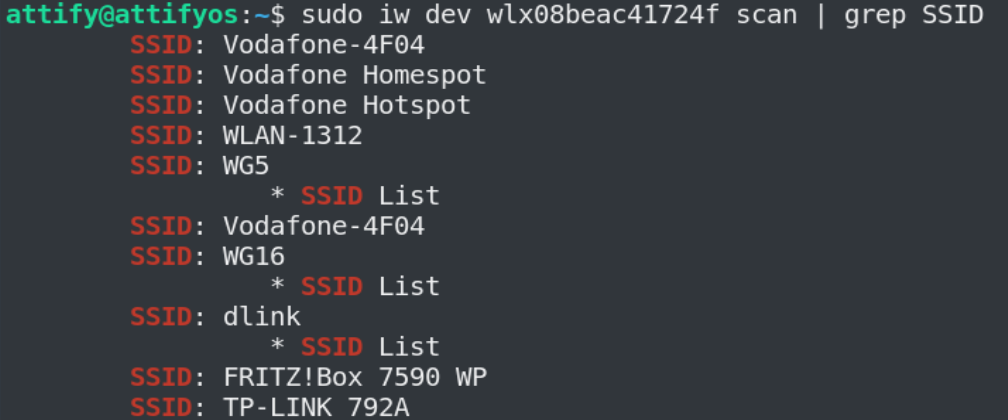 attify@attifyos:~$ sudo iw dev wlx08beac41724f scan | grep SSID
SSID: Vodafone-4F04
SSID: Vodafone Homespot
SSID: Vodafone Hotspot
SSID: WLAN-1312
SSID: WG5
* SSID List
SSID: Vodafone-4F04
SSID: WG16
* SSID List
SSID: dlink
* SSID List
SSID: FRITZ!Box 7590 WP
SSID: TP-LINK 792A